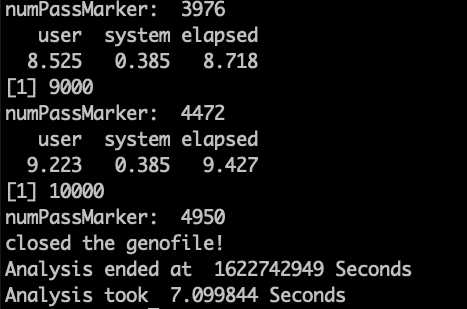 numPassMarker:  3976
   user  system elapsed
  8.525   0.385   8.718
[1] 9000
numPassMarker:  4472
   user  system elapsed
  9.223   0.385   9.427
[1] 10000
numPassMarker:  4950
closed the genofile!
Analysis ended at  1622742949 Seconds
Analysis took  7.099844 Seconds